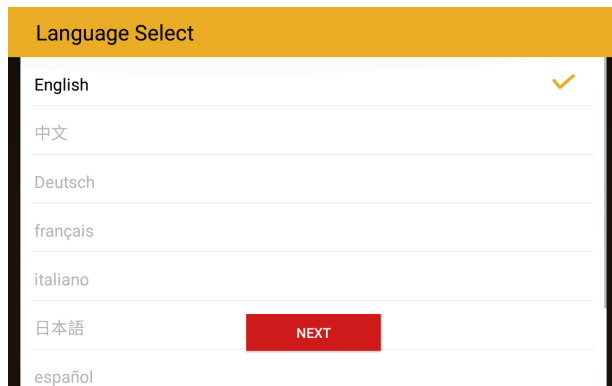 Language Select
English
中文
Deutsch
français
italiano
日本語
NEXT
español